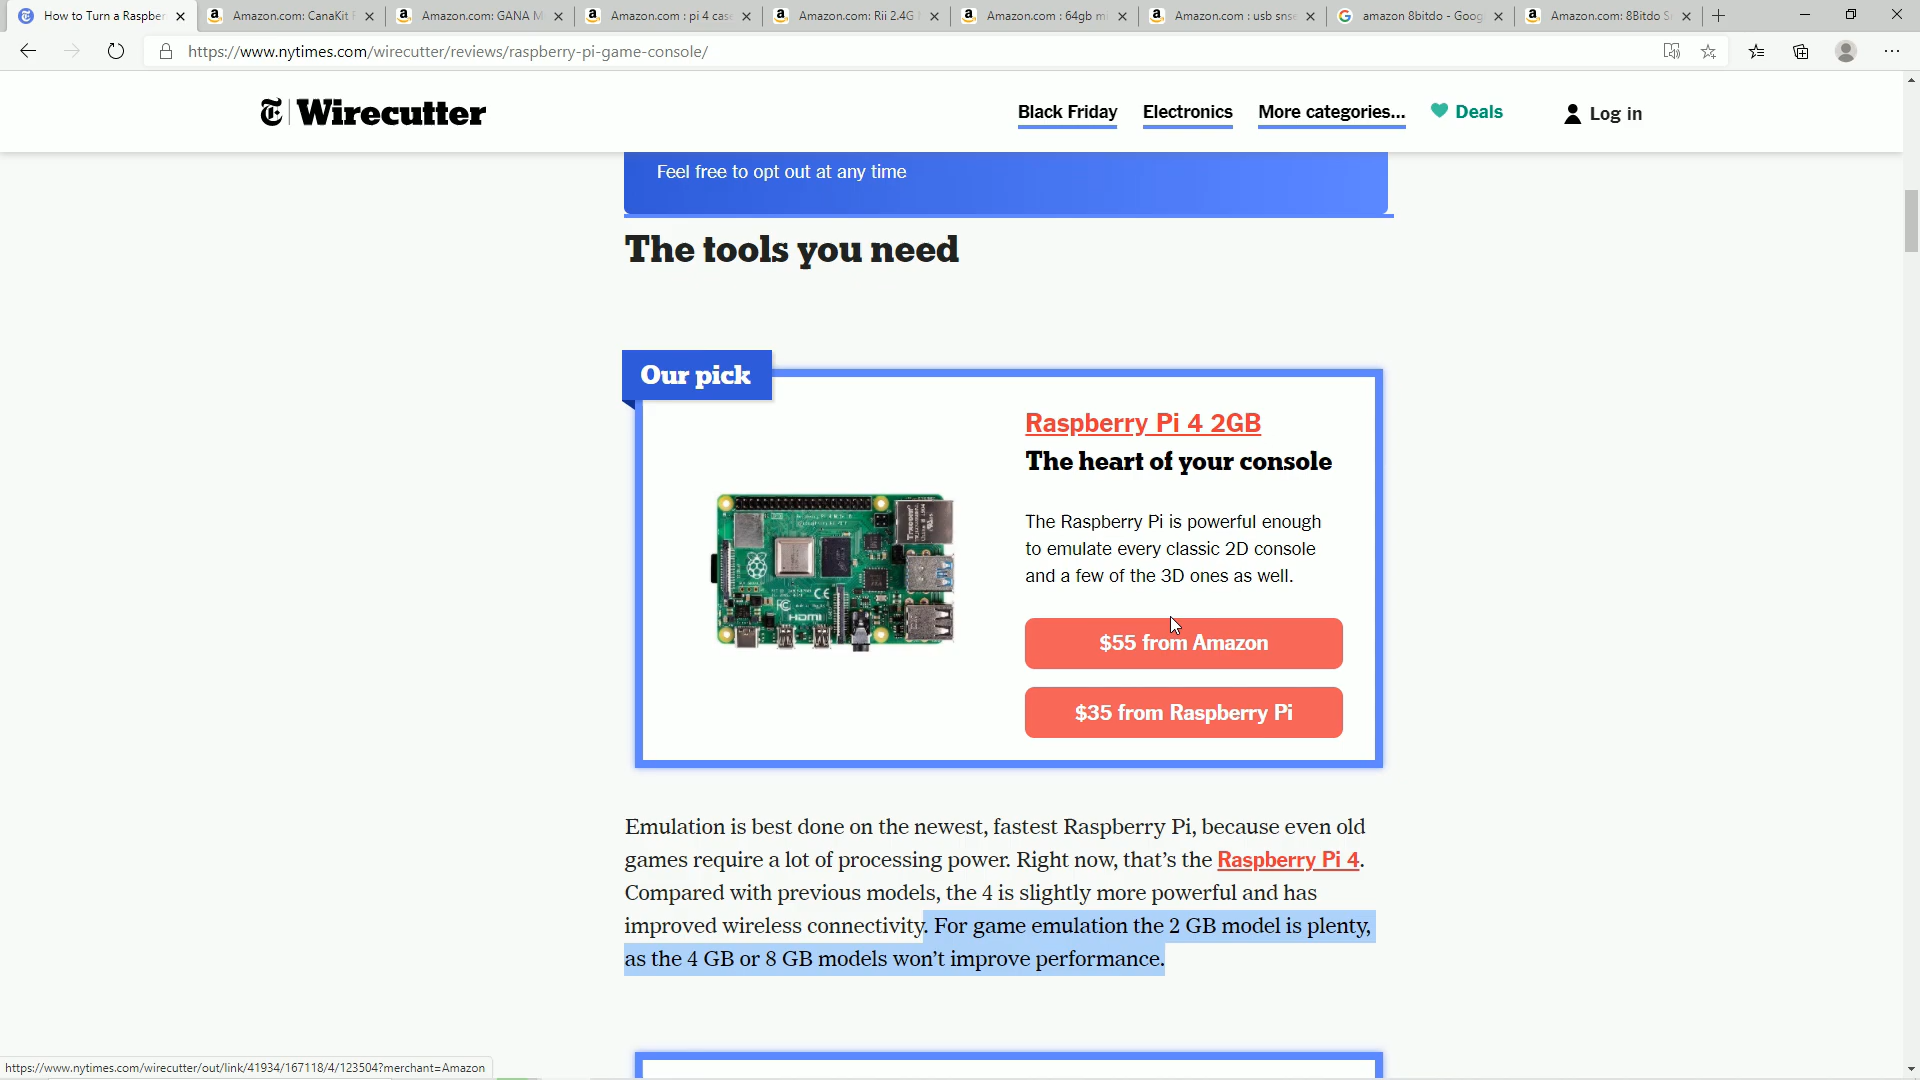 How to Turn a Raspber
Amazon.com: CanaKit
Amazon.com: GANA M
Amazon.com : pi 4 cas
Amazon.com: Rii 2.4G
Amazon.com : 64gb mi
Amazon.com : usb snse
amazon 8bitdo - Goog
Amazon.com: 8Bitdo S
https://www.nytimes.com/wirecutter/reviews/raspberry-pi-game-console/
Wirecutter
Black Friday
Electronics
More categories...
Deals
Log in
Feel free to opt out at any time
The tools you need
Our pick
Raspberry Pi 4 2GB
The heart of your console
The Raspberry Pi is powerful enough
to emulate every classic 2D console
and a few of the 3D ones as well.
HDMI
$55 from Amazon
$35 from Raspberry Pi
Emulation is best done on the newest, fastest Raspberry Pi, because even old
games require a lot of processing power. Right now, that’s the Raspberry Pi 4.
Compared with previous models, the 4 is slightly more powerful and has
improved wireless connectivity. For game emulation the 2 GB model is plenty,
as the 4 GB or 8 GB models won’t improve performance.
https://www.nytimes.com/wirecutter/out/link/41934/167118/4/123504?merchant=Amazon